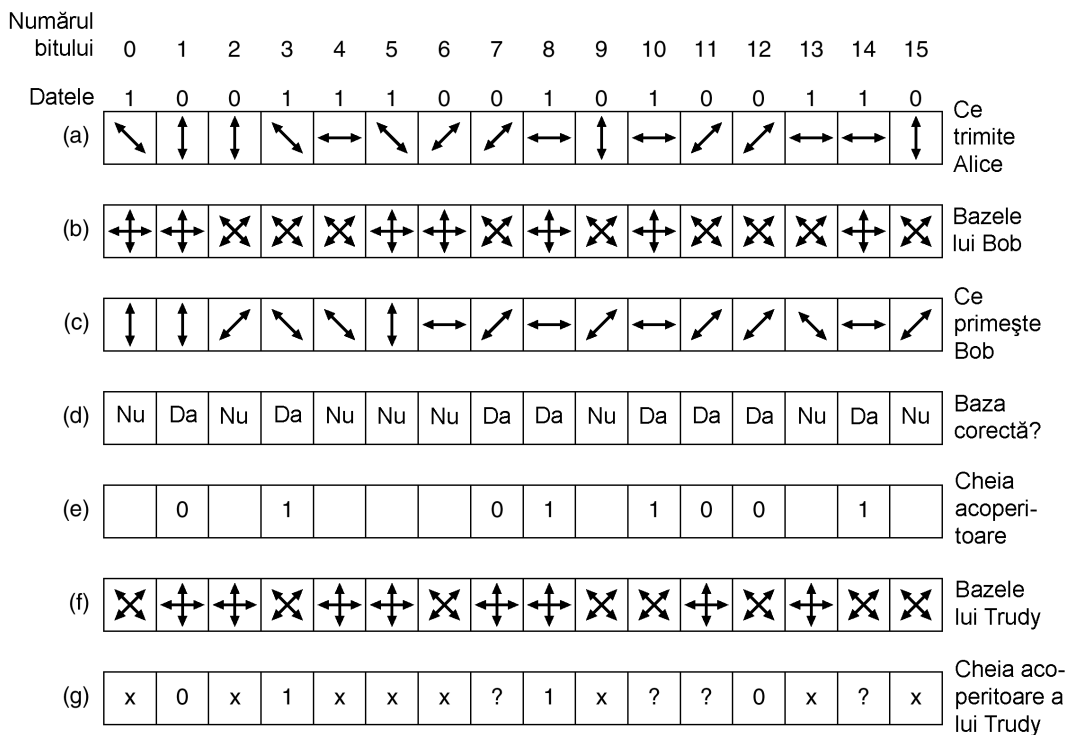 Numărul
bitului 0 1 2 3 4 5 6 7 8 9 10 11 12 13 14 15
Datele 1 0 0 1 1 1 0 0 1 0 1 0 0 1 1 0
(a) Ce
trimite
Alice
(b) Bazele
lui Bob
(c) Ce
primeşte
Bob
(d) Nu Da Nu Da Nu Nu Nu Da Da Nu Da Da Da Nu Da Nu Baza
corectă?
(e) 0 1 0 1 1 0 0 1 Cheia
acoperi-
toare
(f) Bazele
lui Trudy
(g) x 0 x 1 x x x ? 1 x ? ? 0 x ? x Cheia aco-
peritoare a
lui Trudy